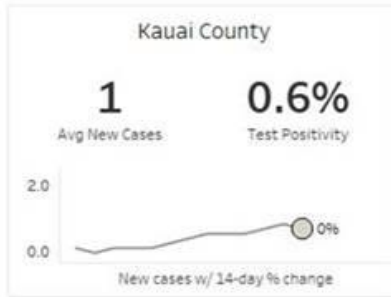 Kauai County
1 0.6%
Avg New Cases Test Positivity
2.0
0%
0.0
New cases w/ 14-day % change